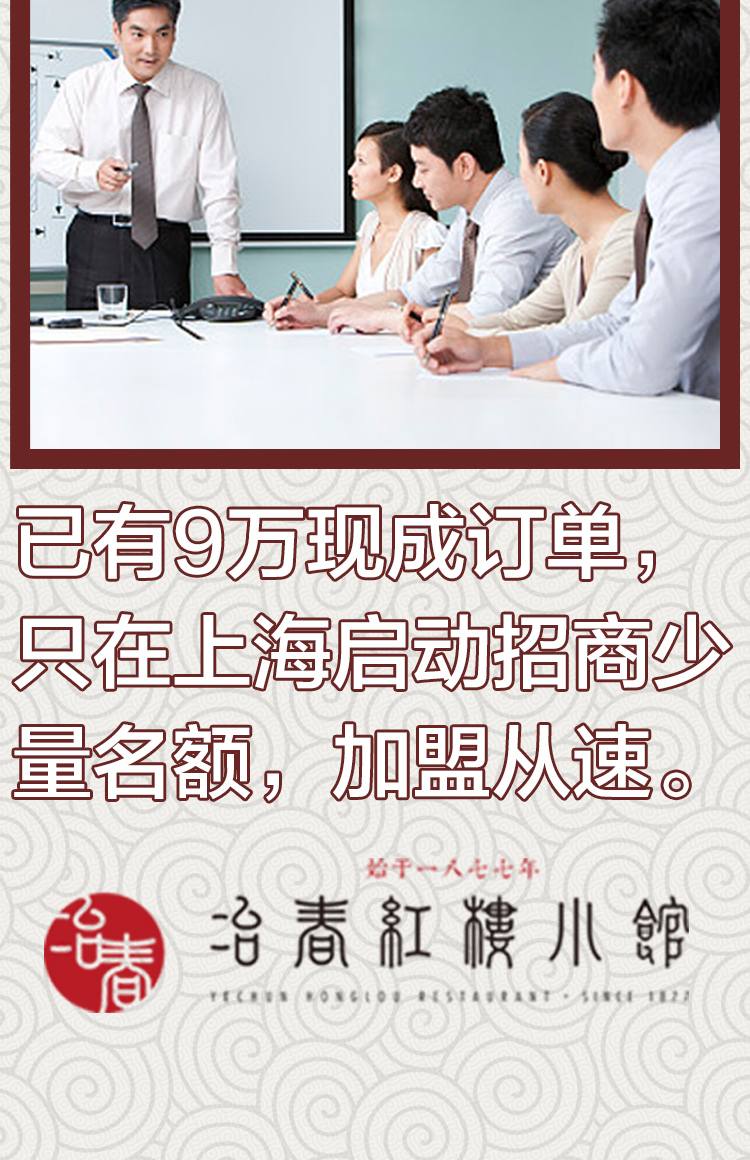 已有9万现成订单，
只在上海启动招商少
量名额，加盟从速。
始于一八七七年
冶春
冶春紅樓小館
YECHUN HONGLOU RESTAURANT · SINCE 1877